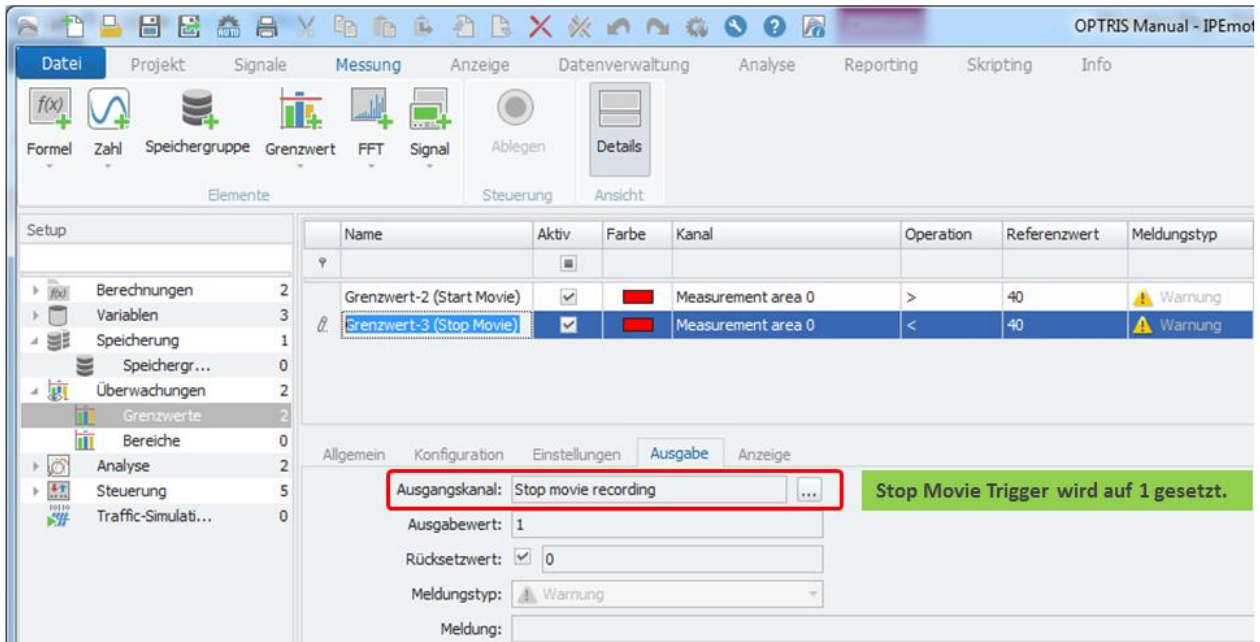 OPTRIS Manual - IPEmot
Datei Projekt Signale Messung Anzeige Datenverwaltung Analyse Reporting Skripting Info
AUTO
f(x)
Formel Zahl Speichergruppe Grenzwert FFT Signal Ablegen Details
Elemente Steuerung Ansicht
Setup
Name Aktiv Farbe Kanal Operation Referenzwert Meldungstyp
Grenzwert-2 (Start Movie) Measurement area 0 > 40 Warnung
Grenzwert-3 (Stop Movie) Measurement area 0 < 40 Warnung
f(x) Berechnungen 2
Variablen 3
Speicherung 1
Speichergr... 0
Überwachungen 2
Grenzwerte 2
Bereiche 0
Analyse 2
Steuerung 5
Traffic-Simulati... 0
Allgemein Konfiguration Einstellungen Ausgabe Anzeige
Ausgangskanal: Stop movie recording ...
Stop Movie Trigger wird auf 1 gesetzt.
Ausgabewert: 1
Rücksetzwert: 0
Meldungstyp: Warnung
Meldung: